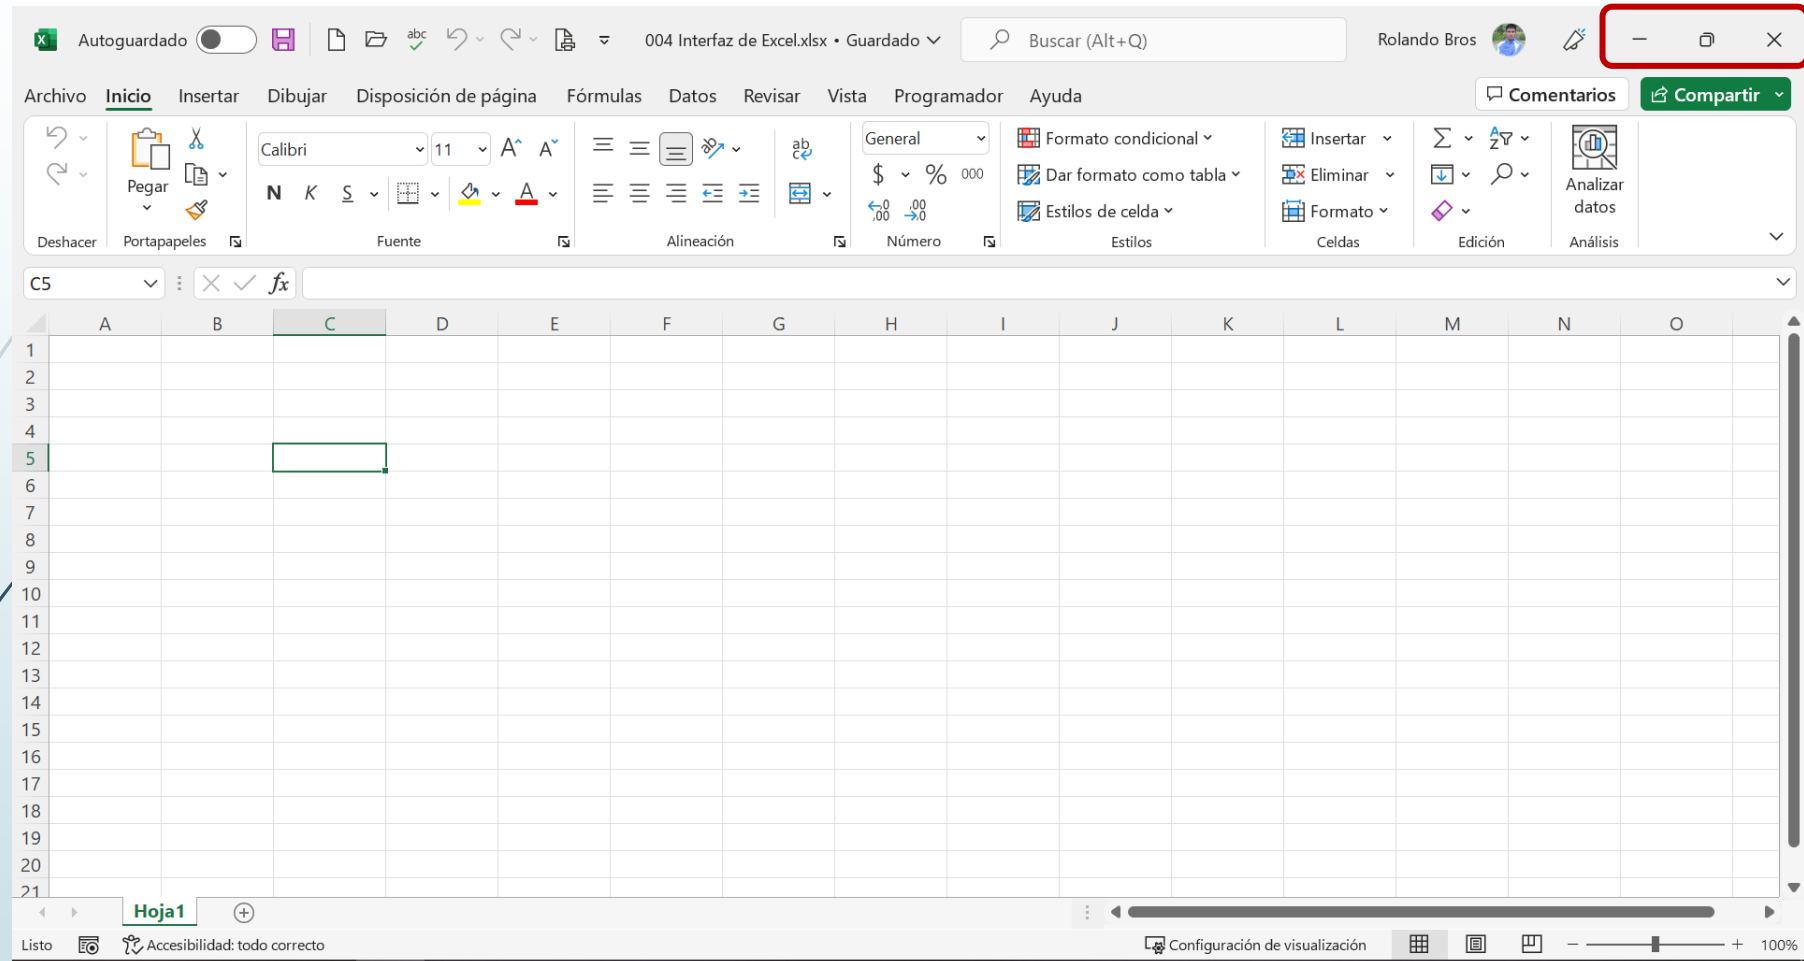 Autoguardado abc 004 Interfaz de Excel.xlsx • Guardado Buscar (Alt+Q) Rolando Bros
Archivo Inicio Insertar Dibujar Disposición de página Fórmulas Datos Revisar Vista Programador Ayuda Comentarios Compartir
Pegar
Calibri 11 A A
N K S A
ab
c
General
$ % 000
,00 ,00
Formato condicional
Dar formato como tabla
Estilos de celda
Insertar
Eliminar
Formato
Σ A Z
Analizar
datos
Deshacer Portapapeles Fuente Alineación Número Estilos Celdas Edición Análisis
C5 fx
A B C D E F G H I J K L M N O
1
2
3
4
5
6
7
8
9
10
11
12
13
14
15
16
17
18
19
20
21
Hoja1
Listo Accesibilidad: todo correcto Configuración de visualización 100%